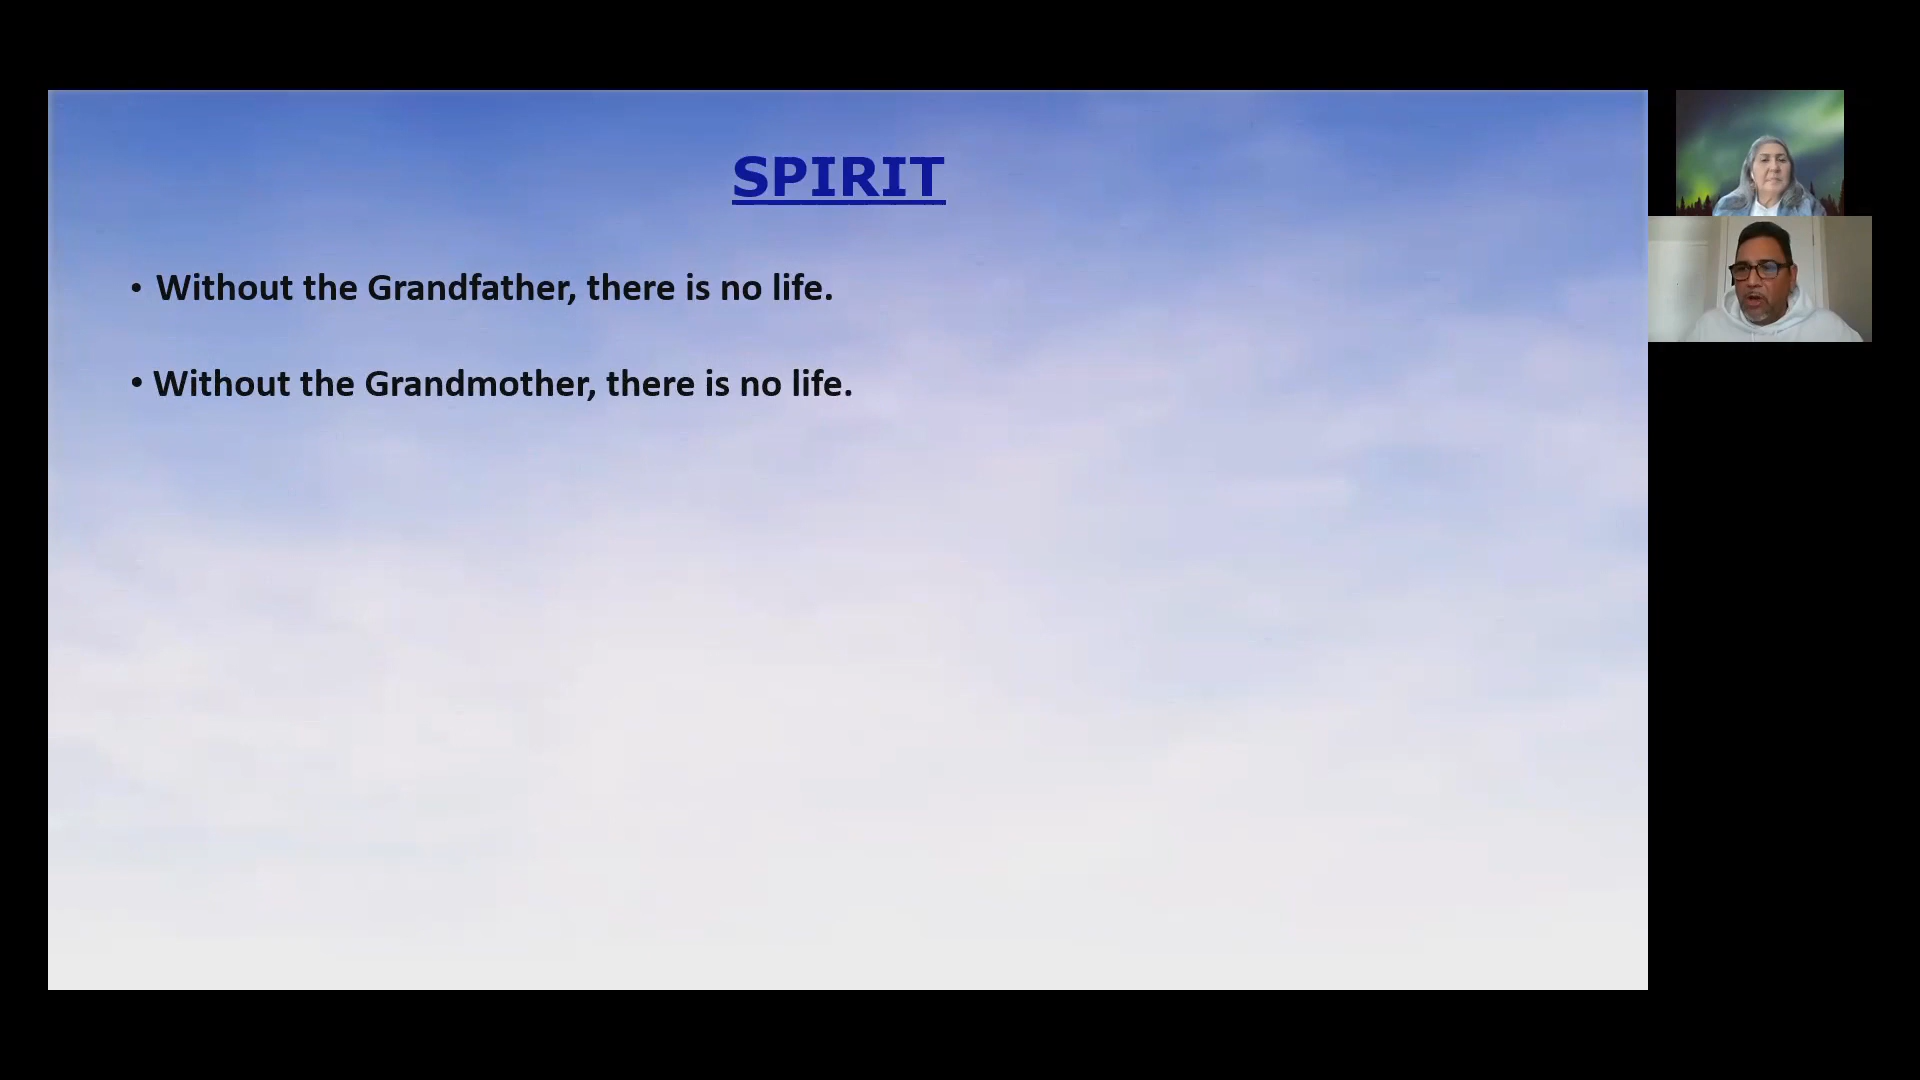 SPIRIT
• Without the Grandfather, there is no life.
• Without the Grandmother, there is no life.